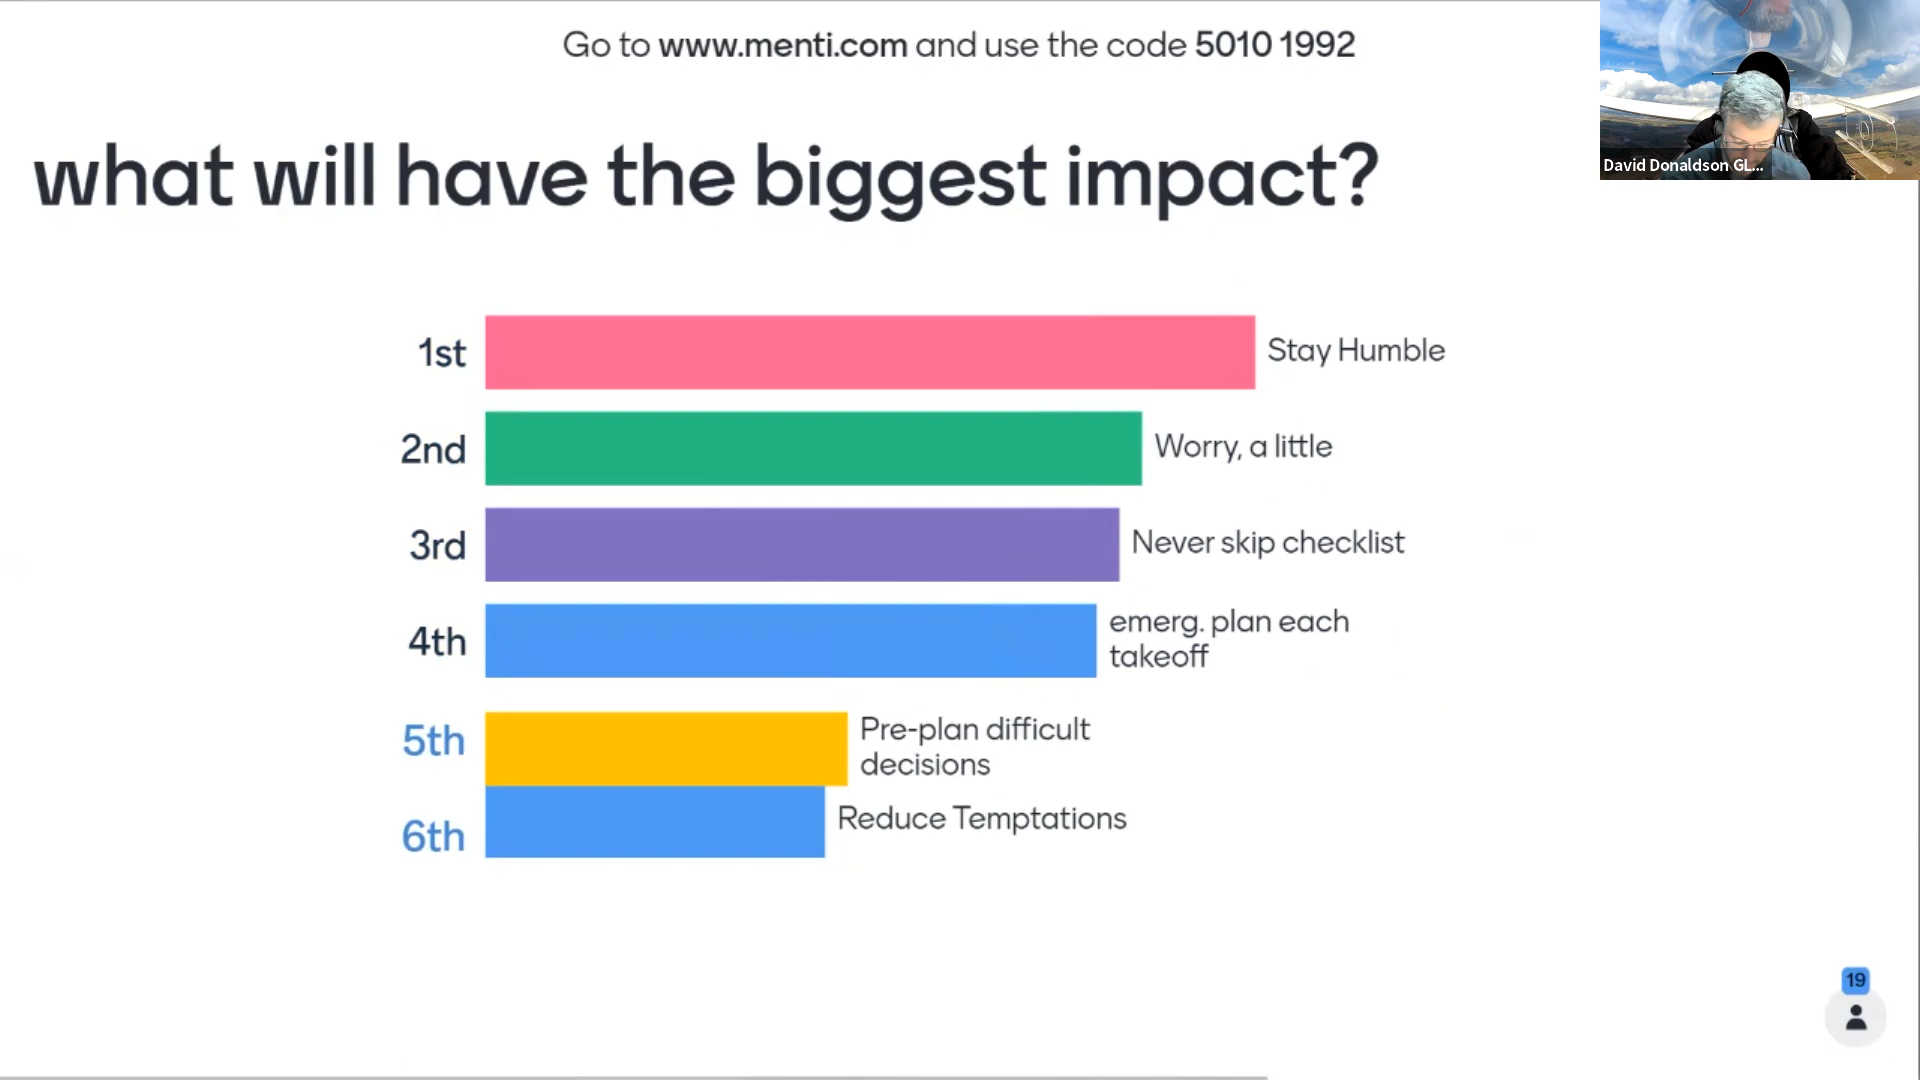 Go to www.menti.com and use the code 5010 1992
David Donaldson GL...
what will have the biggest impact?
1st
Stay Humble
2nd
Worry, a little
3rd
Never skip checklist
4th
emerg. plan each
takeoff
5th
Pre-plan difficult
decisions
6th
Reduce Temptations
19